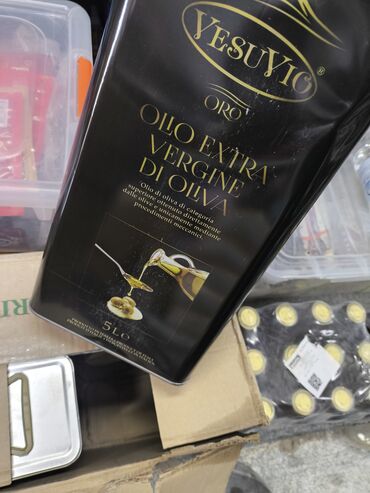 VESUVIO®
ORO
OLIO EXTRA
VERGINE
DI OLIVA
Olio di oliva di categoria
superiore ottenuto direttamente
dalle olive e unicamente mediante
procedimenti meccanici.
5 L e